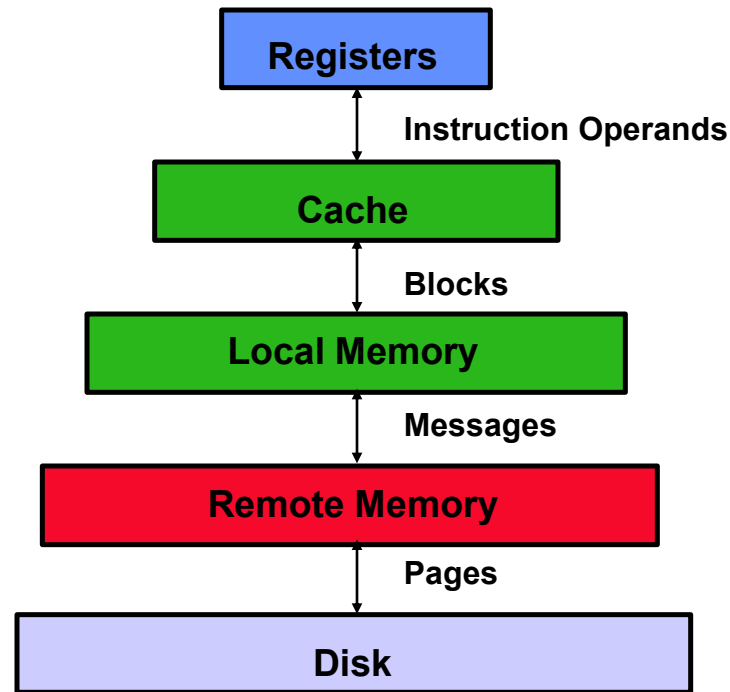 Registers
Instruction Operands
Cache
Blocks
Local Memory
Messages
Remote Memory
Pages
Disk